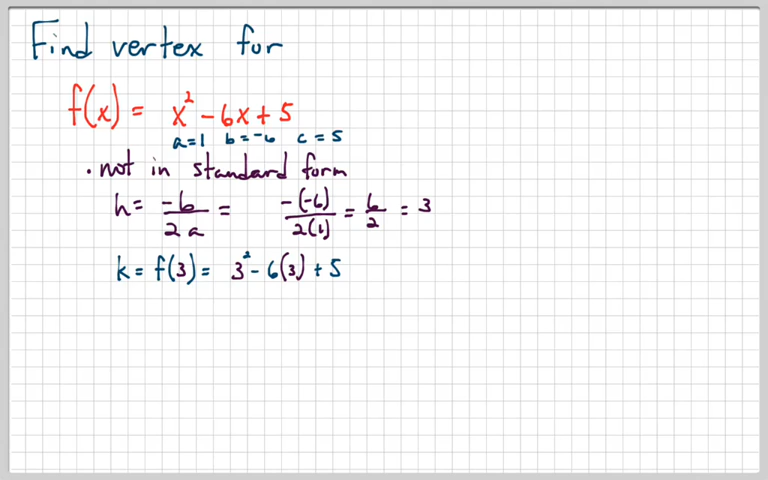 Find vertex for
f(x) = x² - 6x + 5
a=1 b=-6 c=5
. not in standard form
h = -b/2a = -(-6)/2(1) = 6/2 = 3
k = f(3) = 3² - 6(3) + 5